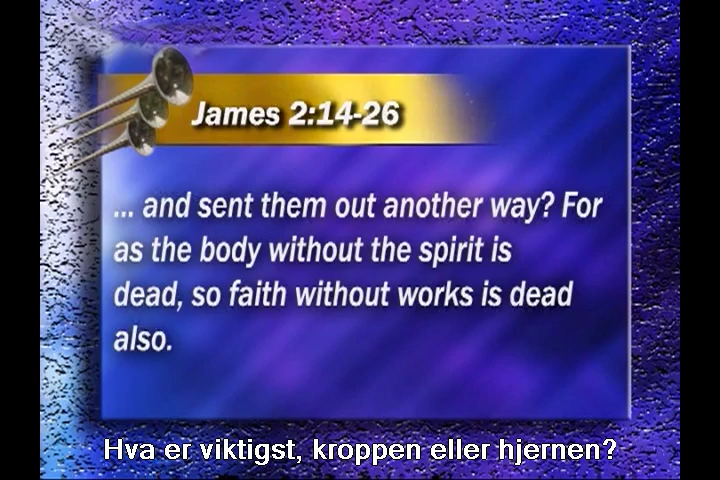 James 2:14-26
... and sent them out another way? For
as the body without the spirit is
dead, so faith without works is dead
also.
Hva er viktigst, kroppen eller hjernen?